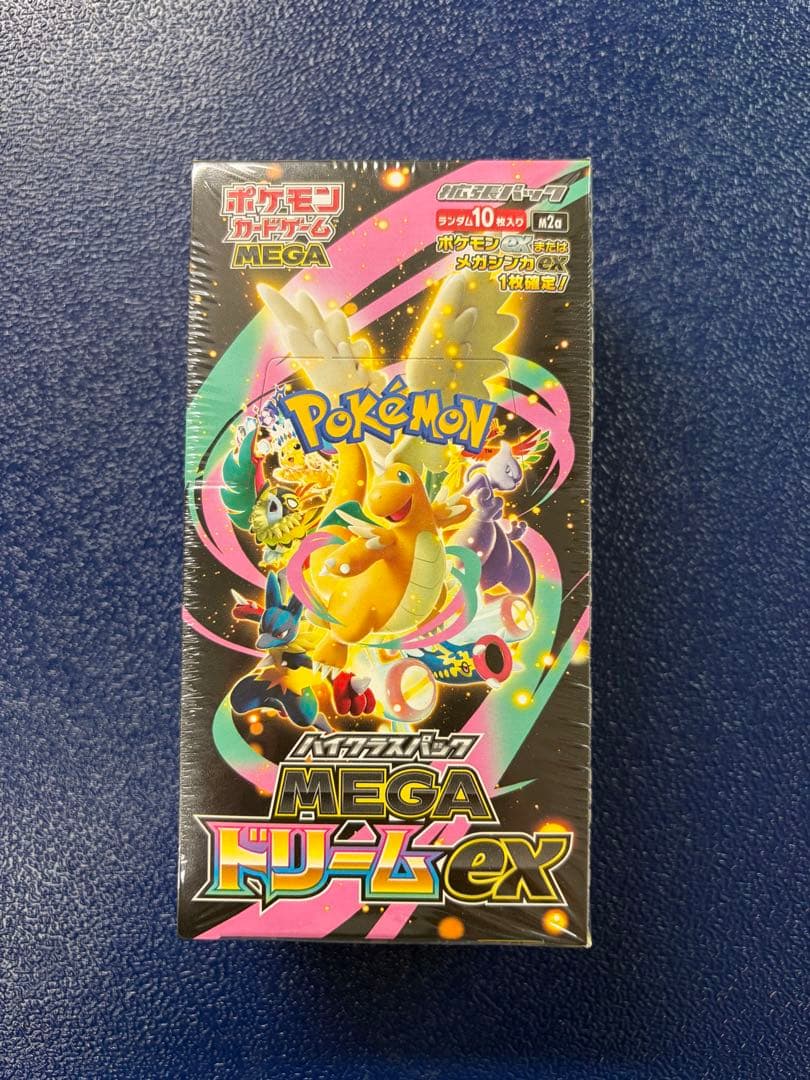 ポケモン
カードゲーム
MEGA
拡張パック
ランダム10枚入り M2a
ポケモンexまたは
メガシンカex
1枚確定!
POKéMON
TM
ハイクラスパック
MEGA
ドリームex